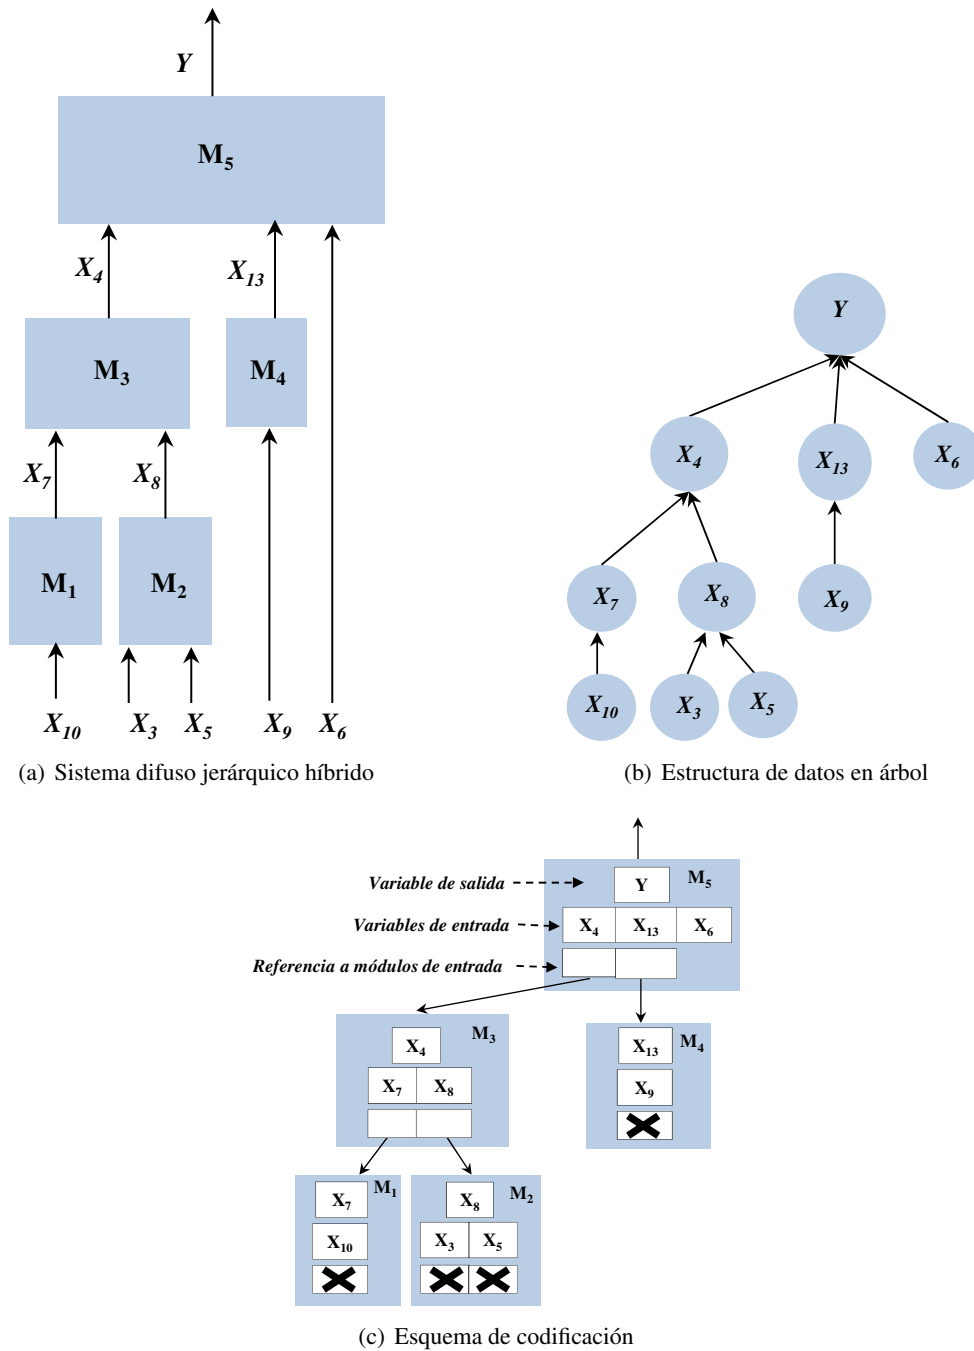 Y
M5
X4
X13
M3
M4
X7
X8
M1
M2
X10
X3
X5
X9
X6
(a) Sistema difuso jerárquico híbrido
Y
X4
X13
X6
X7
X8
X9
X10
X3
X5
(b) Estructura de datos en árbol
Variable de salida
Y
M5
Variables de entrada
X4 X13 X6
Referencia a módulos de entrada
M3
X4
X7 X8
M4
X13
X9
M1
X7
X10
M2
X8
X3 X5
(c) Esquema de codificación